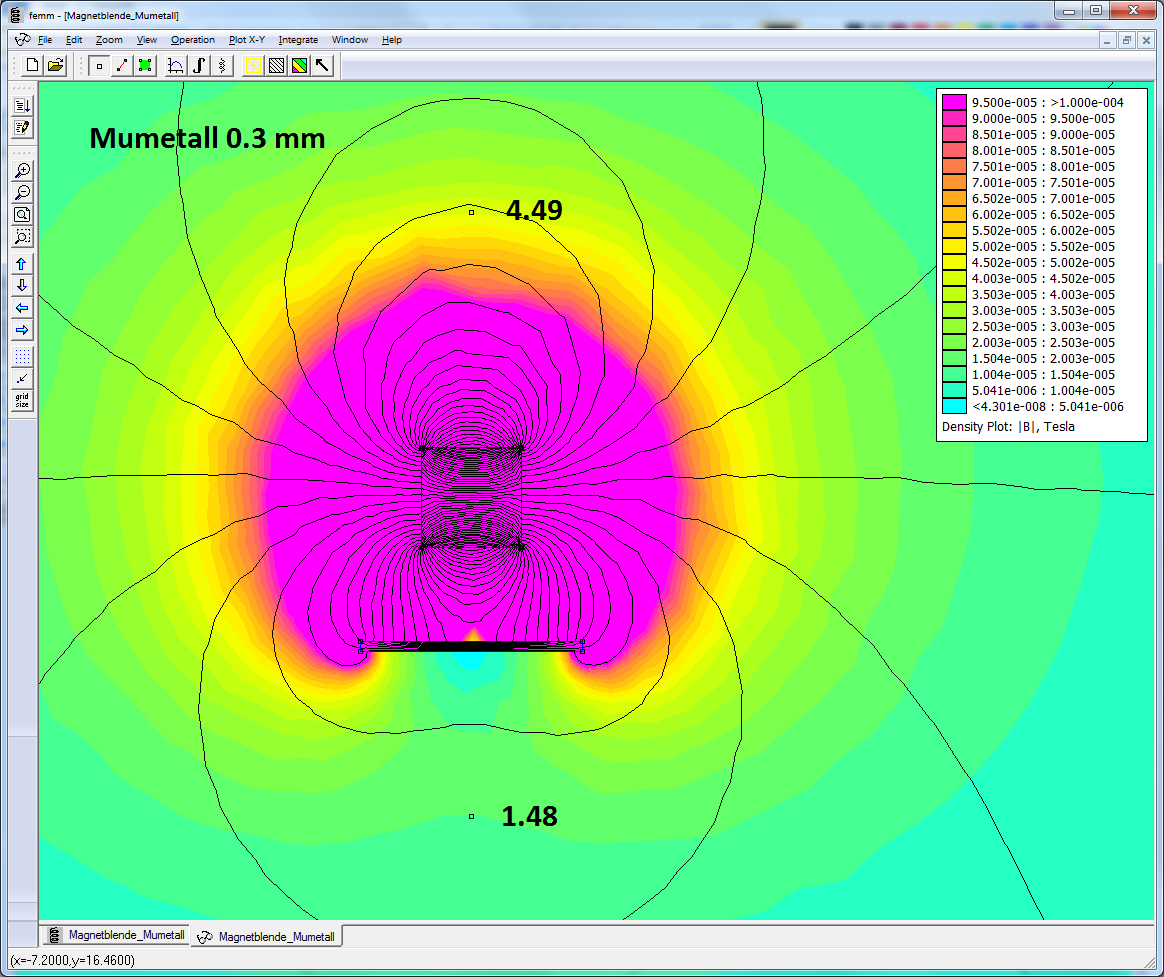 femm - [Magnetblende_Mumetall]
File Edit Zoom View Operation Plot X-Y Integrate Window Help
Mumetall 0.3 mm
4.49
1.48
9.500e-005 : >1.000e-004
9.000e-005 : 9.500e-005
8.501e-005 : 9.000e-005
8.001e-005 : 8.501e-005
7.501e-005 : 8.001e-005
7.001e-005 : 7.501e-005
6.502e-005 : 7.001e-005
6.002e-005 : 6.502e-005
5.502e-005 : 6.002e-005
5.002e-005 : 5.502e-005
4.502e-005 : 5.002e-005
4.003e-005 : 4.502e-005
3.503e-005 : 4.003e-005
3.003e-005 : 3.503e-005
2.503e-005 : 3.003e-005
2.003e-005 : 2.503e-005
1.504e-005 : 2.003e-005
1.004e-005 : 1.504e-005
5.041e-006 : 1.004e-005
<4.301e-008 : 5.041e-006
Density Plot: |B|, Tesla
grid
size
Magnetblende_Mumetall Magnetblende_Mumetall
(x=-7.2000,y=16.4600)